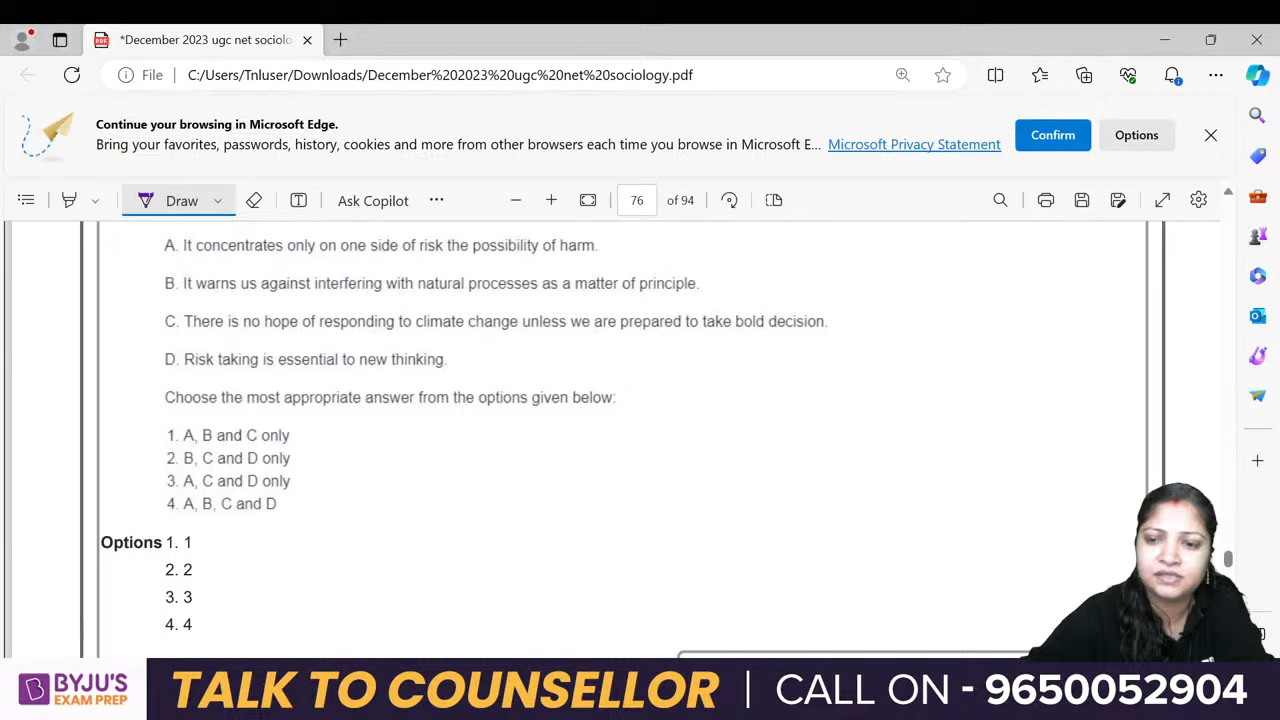 *December 2023 ugc net sociolo
File C:/Users/Tnluser/Downloads/December%202023%20ugc%20net%20sociology.pdf
Continue your browsing in Microsoft Edge.
Bring your favorites, passwords, history, cookies and more from other browsers each time you browse in Microsoft E... Microsoft Privacy Statement
Confirm
Options
Draw
Ask Copilot
76 of 94
A. It concentrates only on one side of risk the possibility of harm.
B. It warns us against interfering with natural processes as a matter of principle.
C. There is no hope of responding to climate change unless we are prepared to take bold decision.
D. Risk taking is essential to new thinking.
Choose the most appropriate answer from the options given below:
1. A, B and C only
2. B, C and D only
3. A, C and D only
4. A, B, C and D
Options 1. 1
2. 2
3. 3
4. 4
BYJU'S
EXAM PREP
TALK TO COUNSELLOR | CALL ON - 9650052904